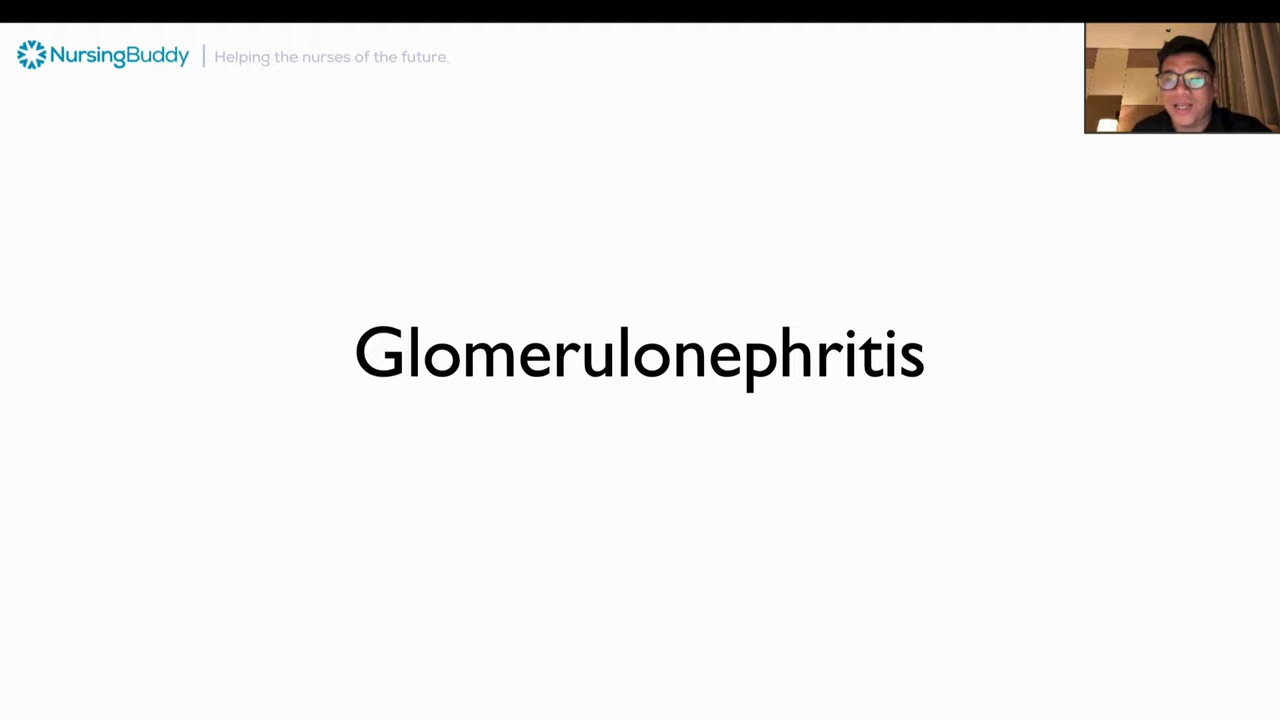 NursingBuddy | Helping the nurses of the future.
Glomerulonephritis